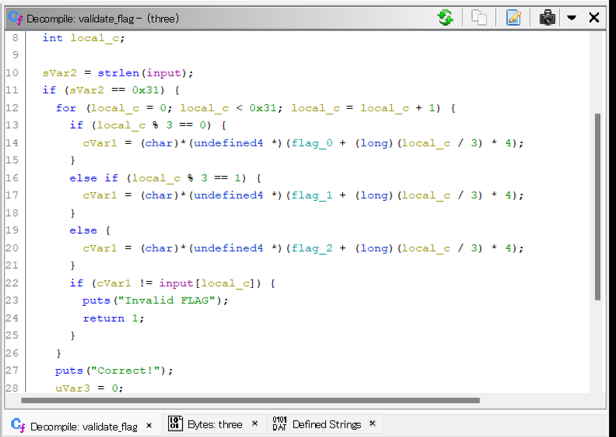 Decompile: validate_flag – (three)
8 int local_c;
9
10 sVar2 = strlen(input);
11 if (sVar2 == 0x31) {
12 for (local_c = 0; local_c < 0x31; local_c = local_c + 1) {
13 if (local_c % 3 == 0) {
14 cVar1 = (char)*(undefined4 *)(flag_0 + (long)(local_c / 3) * 4);
15 }
16 else if (local_c % 3 == 1) {
17 cVar1 = (char)*(undefined4 *)(flag_1 + (long)(local_c / 3) * 4);
18 }
19 else {
20 cVar1 = (char)*(undefined4 *)(flag_2 + (long)(local_c / 3) * 4);
21 }
22 if (cVar1 != input[local_c]) {
23 puts("Invalid FLAG");
24 return 1;
25 }
26 }
27 puts("Correct!");
28 uVar3 = 0;
Decompile: validate_flag × Bytes: three × Defined Strings ×